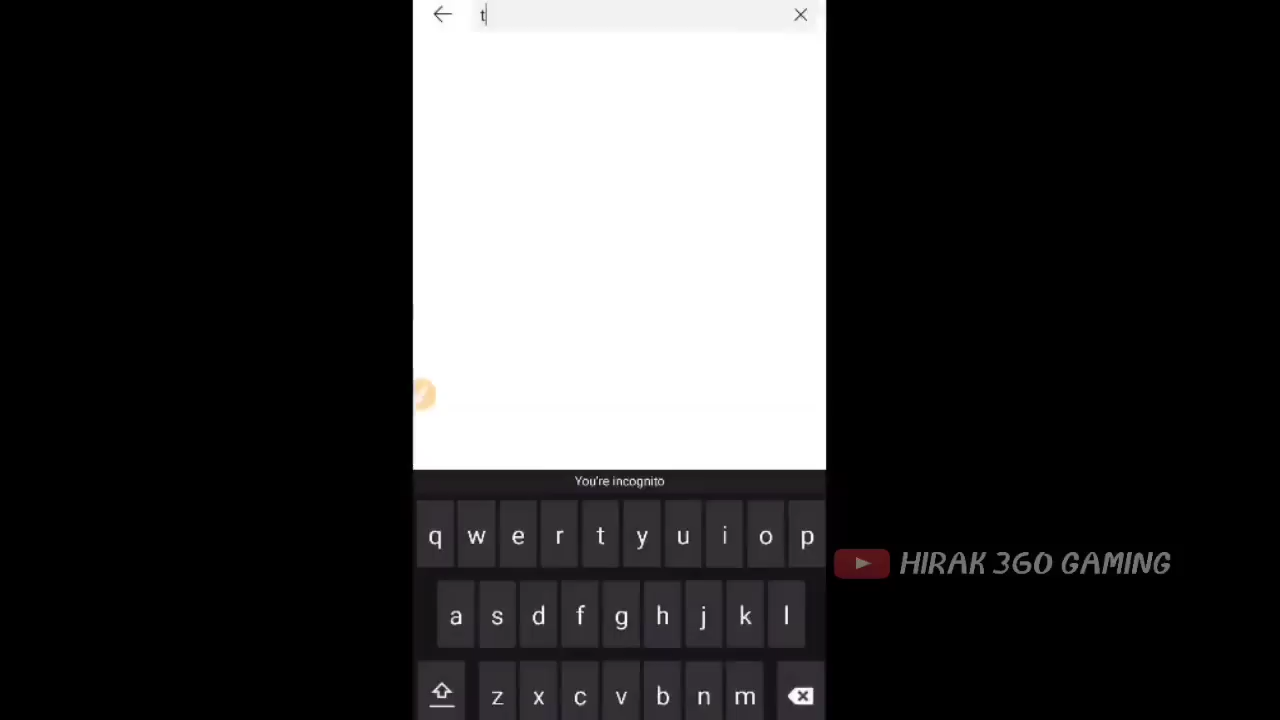 t
You're incognito
q w e r t y u i o p
HIRAK 360 GAMING
a s d f g h j k l
z x c v b n m